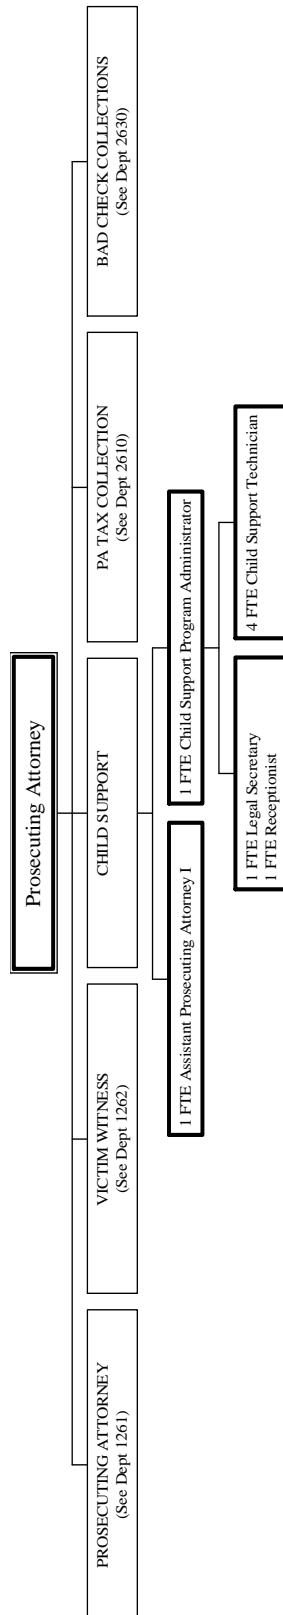 Prosecuting Attorney
PROSECUTING ATTORNEY
(See Dept 1261)
VICTIM WITNESS
(See Dept 1262)
CHILD SUPPORT
PA TAX COLLECTION
(See Dept 2610)
BAD CHECK COLLECTIONS
(See Dept 2630)
1 FTE Assistant Prosecuting Attorney I
1 FTE Child Support Program Administrator
1 FTE Legal Secretary
1 FTE Receptionist
4 FTE Child Support Technician